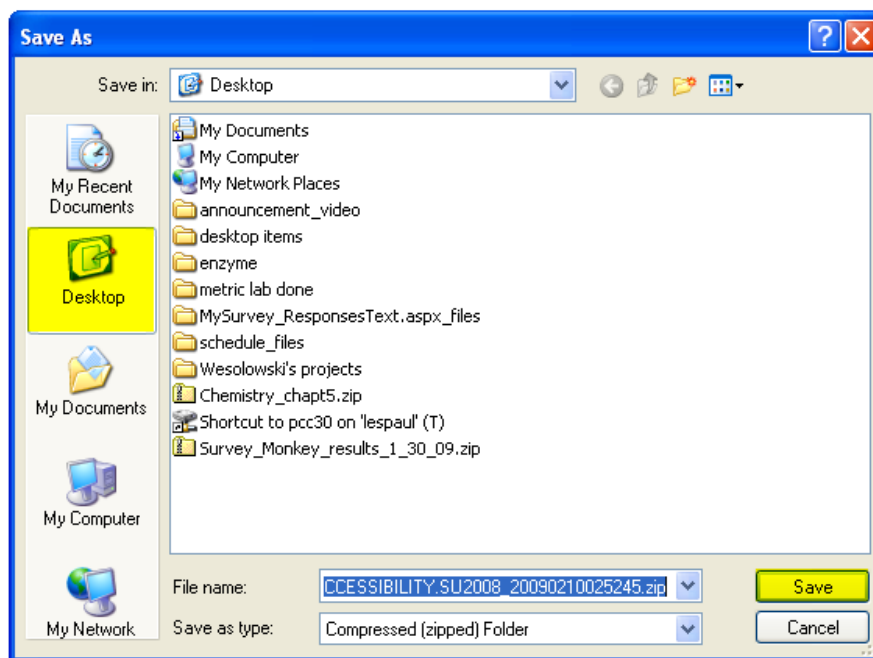 Save As
Save in: Desktop
My Recent
Documents
Desktop
My Documents
My Computer
My Network
My Documents
My Computer
My Network Places
announcement_video
desktop items
enzyme
metric lab done
MySurvey_ResponsesText.aspx_files
schedule_files
Wesolowski's projects
Chemistry_chapt5.zip
Shortcut to pcc30 on 'lespaul' (T)
Survey_Monkey_results_1_30_09.zip
File name: CCESSIBILITY.SU2008_20090210025245.zip Save
Save as type: Compressed (zipped) Folder Cancel